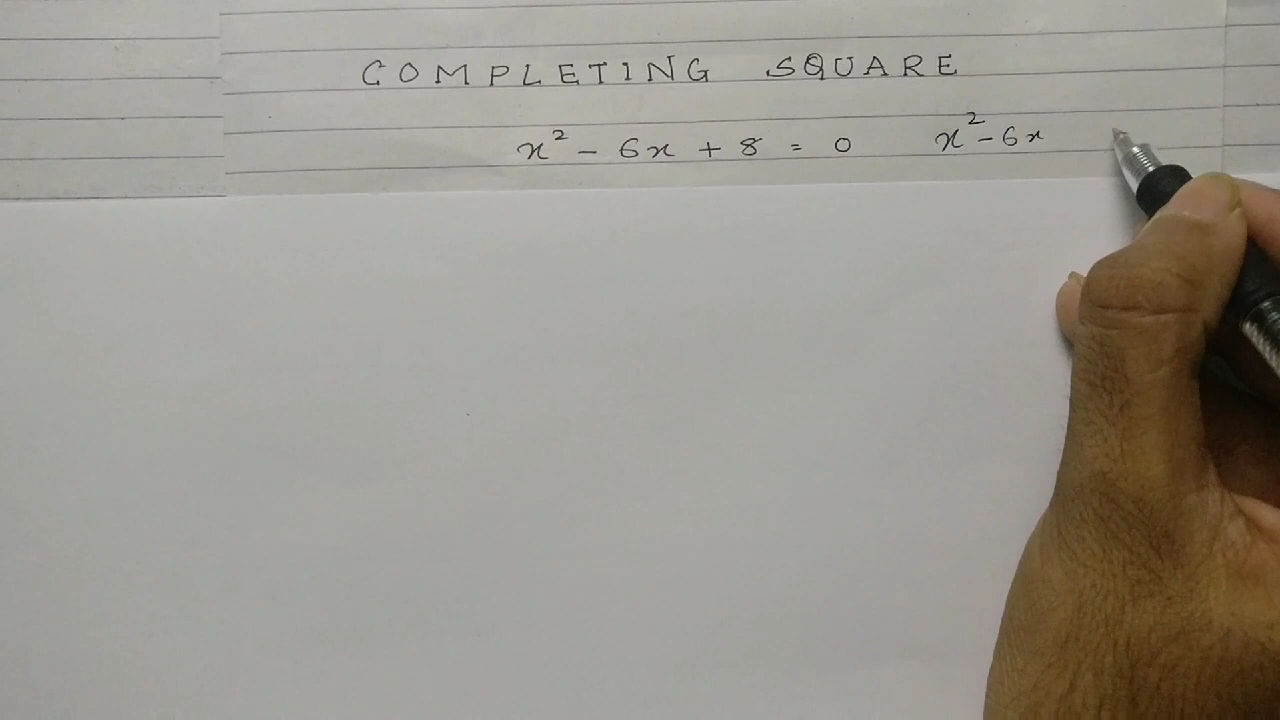 COMPLETING SQUARE
x² - 6x + 8 = 0 x² - 6x